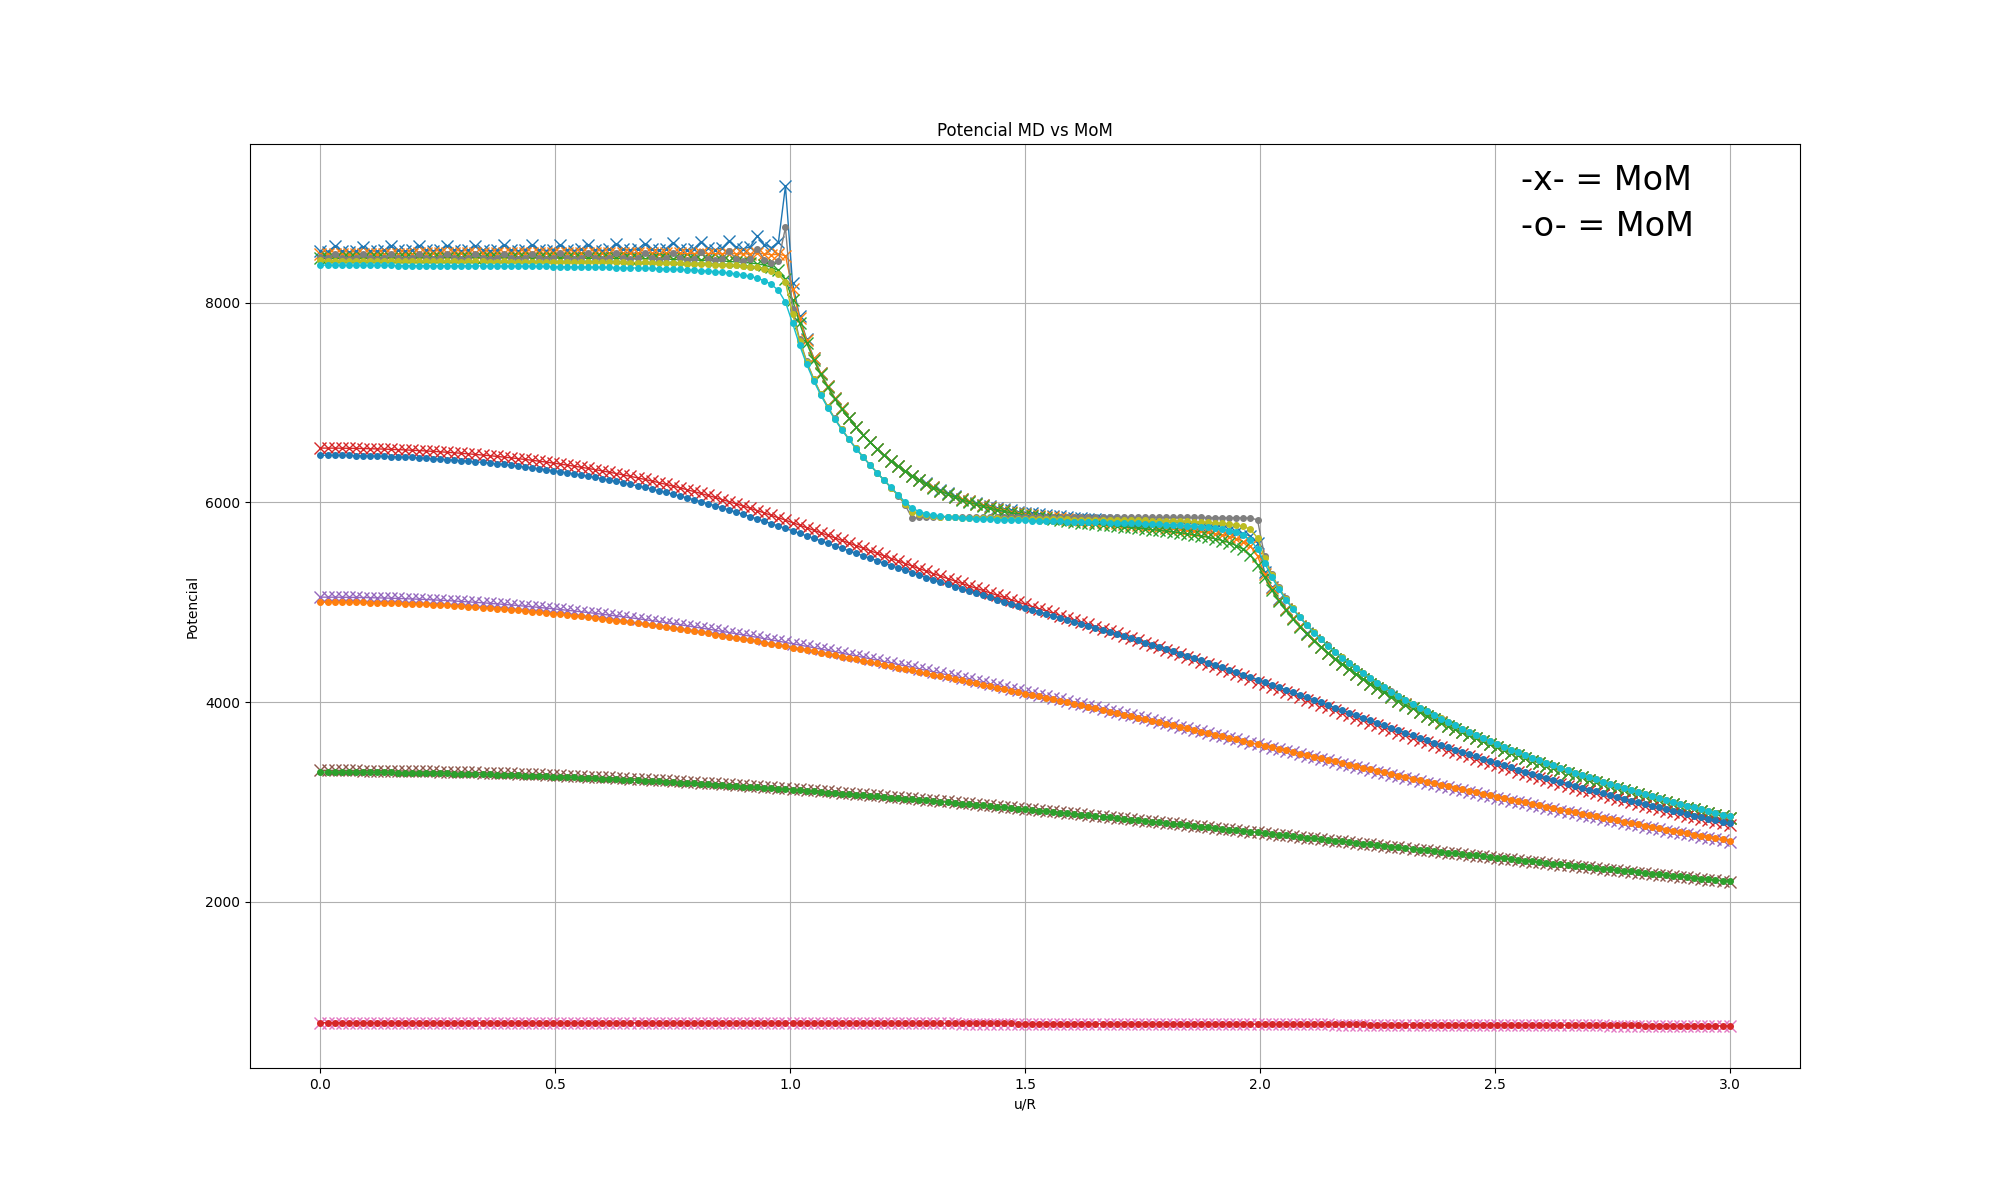 Potencial MD vs MoM
-x- = MoM
-o- = MoM
8000
6000
4000
2000
Potencial
0.0 0.5 1.0 1.5 2.0 2.5 3.0
u/R